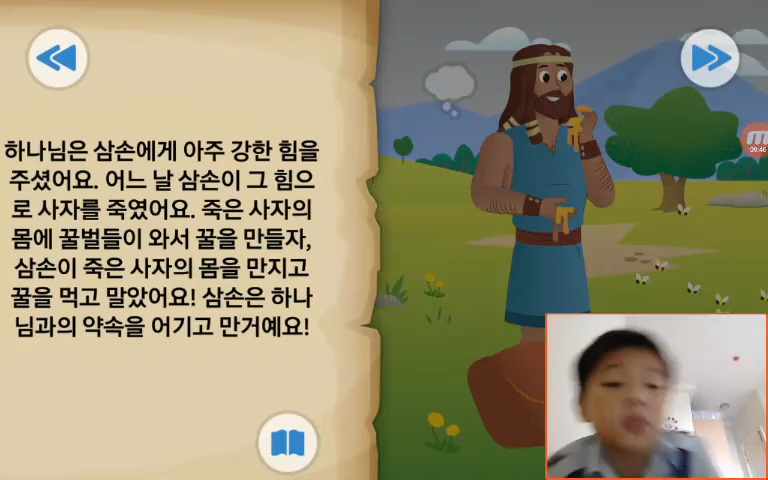 하나님은 삼손에게 아주 강한 힘을
주셨어요. 어느 날 삼손이 그 힘으
로 사자를 죽였어요. 죽은 사자의
몸에 꿀벌들이 와서 꿀을 만들자,
삼손이 죽은 사자의 몸을 만지고
꿀을 먹고 말았어요! 삼손은 하나
님과의 약속을 어기고 만거예요!
09:46